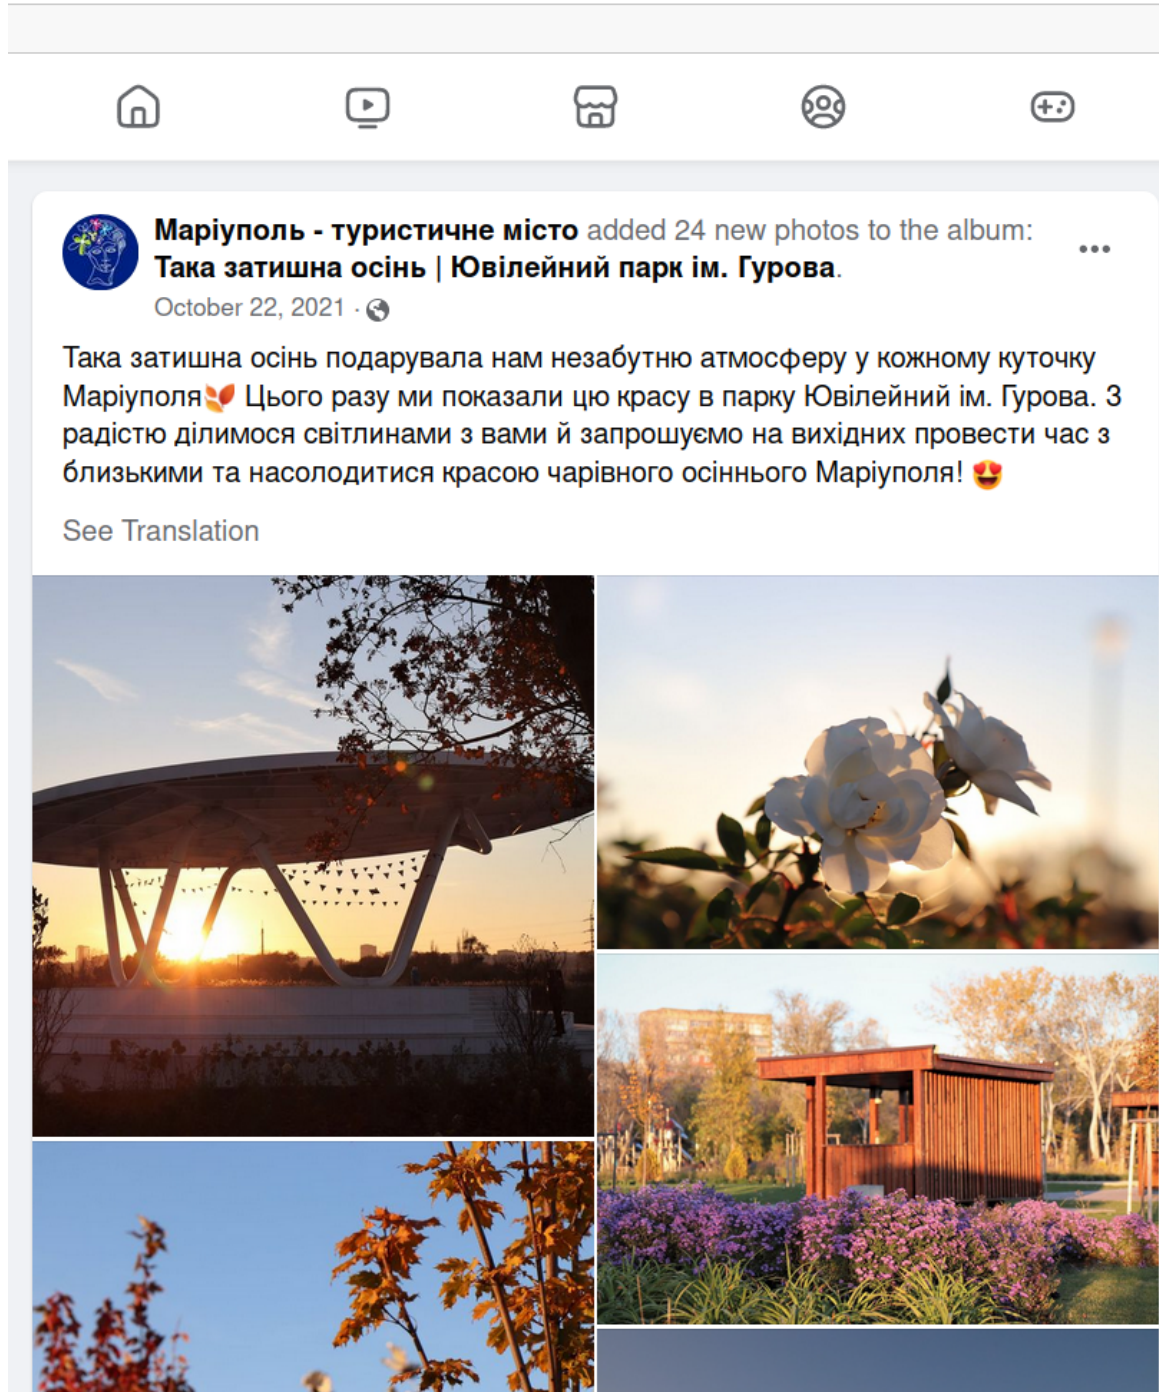 Маріуполь - туристичне місто added 24 new photos to the album:
Така затишна осінь | Ювілейний парк ім. Гурова.
October 22, 2021 ·
Така затишна осінь подарувала нам незабутню атмосферу у кожному куточку
Маріуполя🍂 Цього разу ми показали цю красу в парку Ювілейний ім. Гурова. З
радістю ділимося світлинами з вами й запрошуємо на вихідних провести час з
близькими та насолодитися красою чарівного осіннього Маріуполя! 😍
See Translation